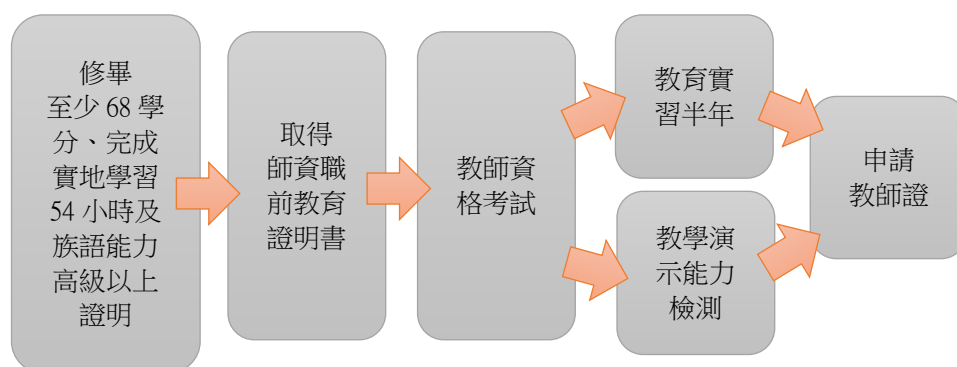 修畢
至少 68 學
分、完成
實地學習
54 小時及
族語能力
高級以上
證明
取得
師資職
前教育
證明書
教師資
格考試
教育實
習半年
教學演
示能力
檢測
申請
教師證